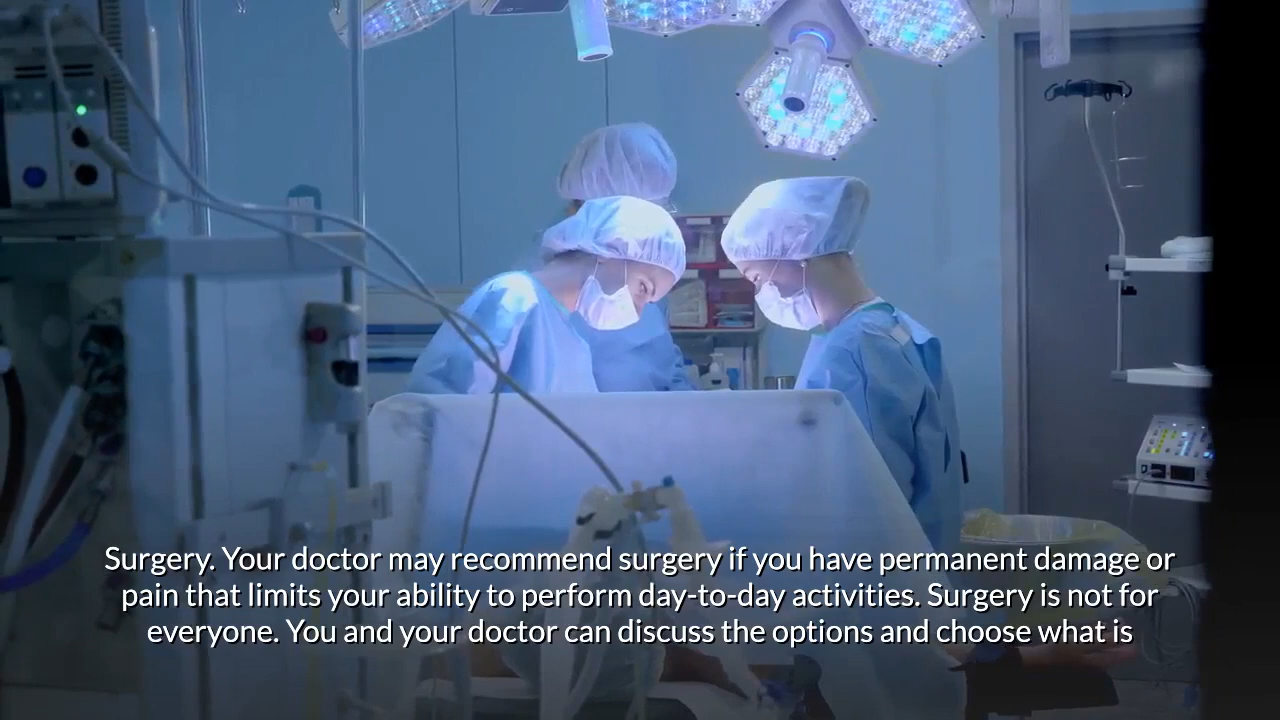 Surgery. Your doctor may recommend surgery if you have permanent damage or
pain that limits your ability to perform day-to-day activities. Surgery is not for
everyone. You and your doctor can discuss the options and choose what is